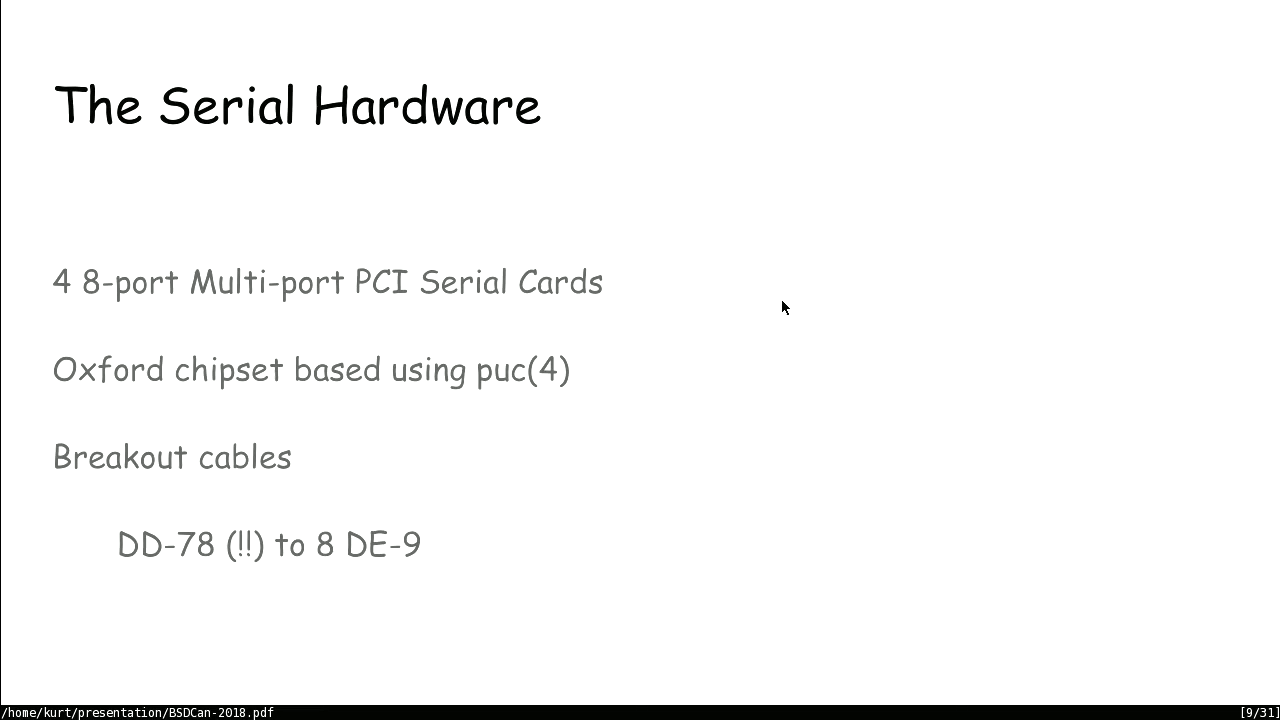 The Serial Hardware
4 8-port Multi-port PCI Serial Cards
Oxford chipset based using puc(4)
Breakout cables
DD-78 (!!) to 8 DE-9
/home/kurt/presentation/BSDCan-2018.pdf [9/31]